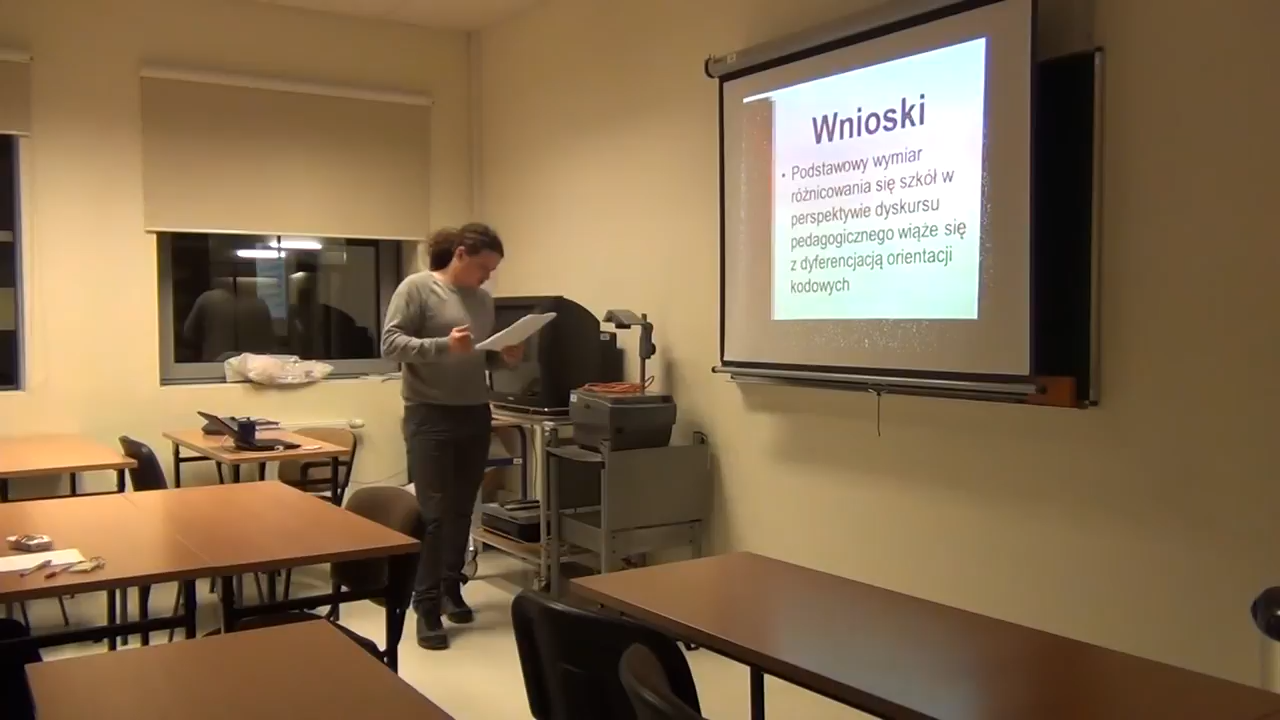 Wnioski
• Podstawowy wymiar
różnicowania się szkół w
perspektywie dyskursu
pedagogicznego wiąże się
z dyferencjacją orientacji
kodowych